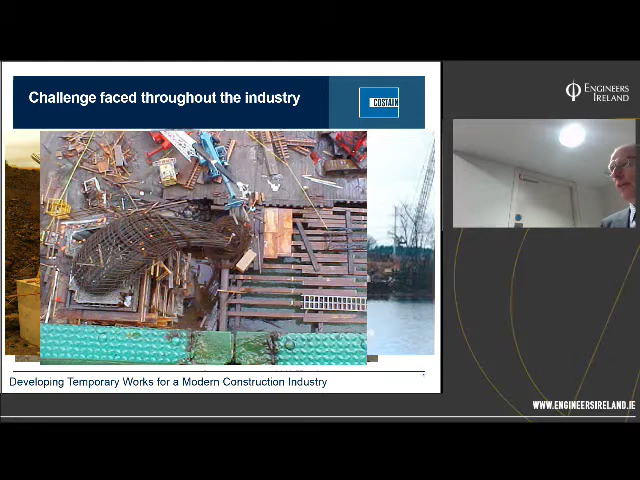 Challenge faced throughout the industry
COSTAIN
ENGINEERS
IRELAND
Developing Temporary Works for a Modern Construction Industry
WWW.ENGINEERSIRELAND.IE